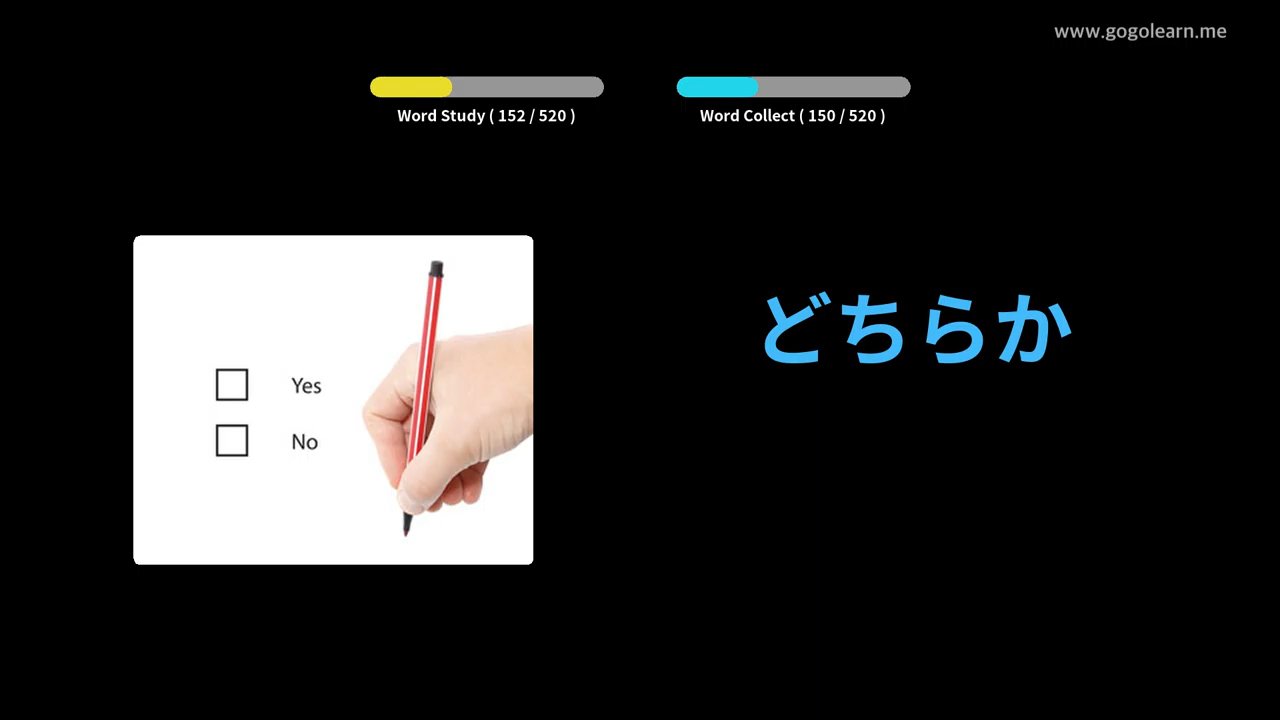 www.gogolearn.me
Word Study ( 152 / 520 )
Word Collect ( 150 / 520 )
Yes
No
どちらか